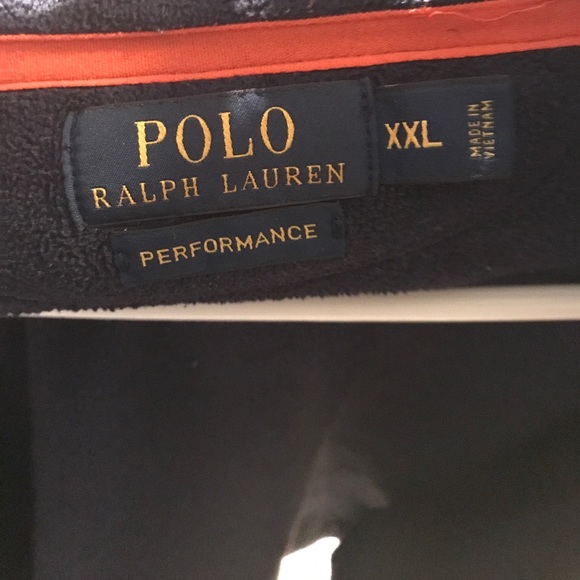 POLO
RALPH LAUREN
XXL
MADE IN
VIETNAM
PERFORMANCE